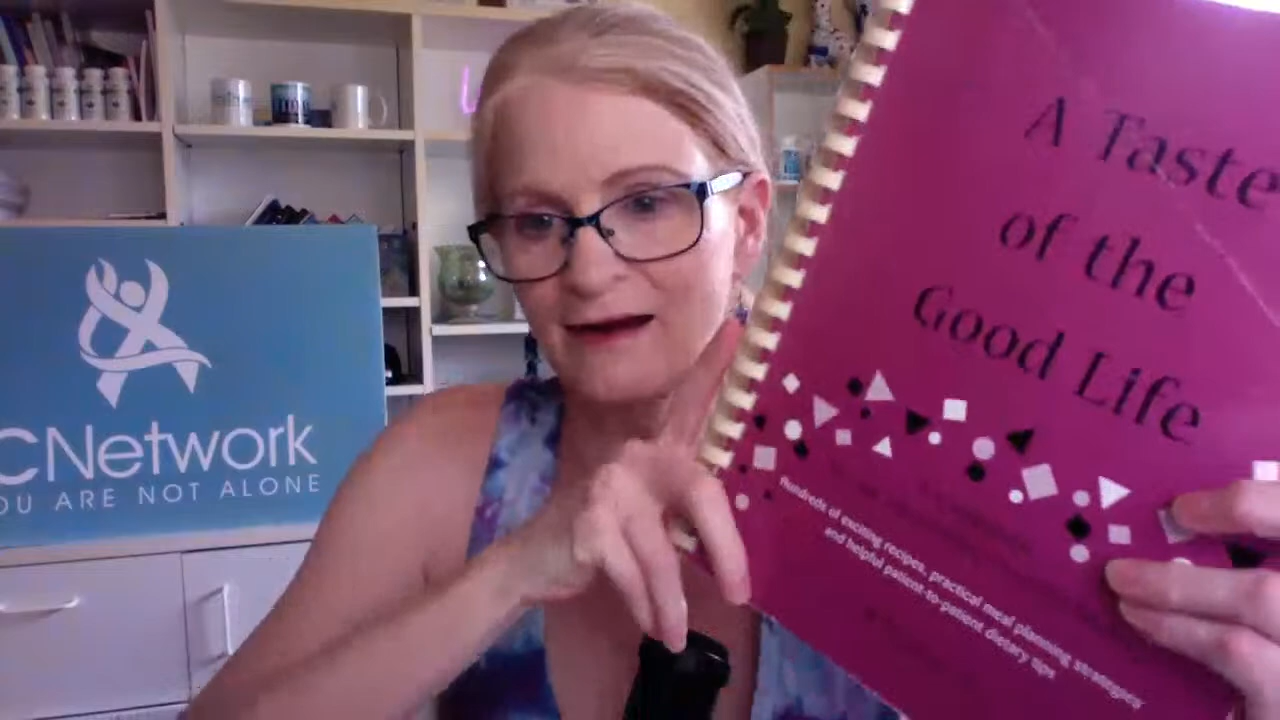 CNetwork
OU ARE NOT ALONE
A Taste
of the
Good Life
Hundreds of exciting recipes, practical meal planning strategies
and helpful patient-to-patient dietary tips